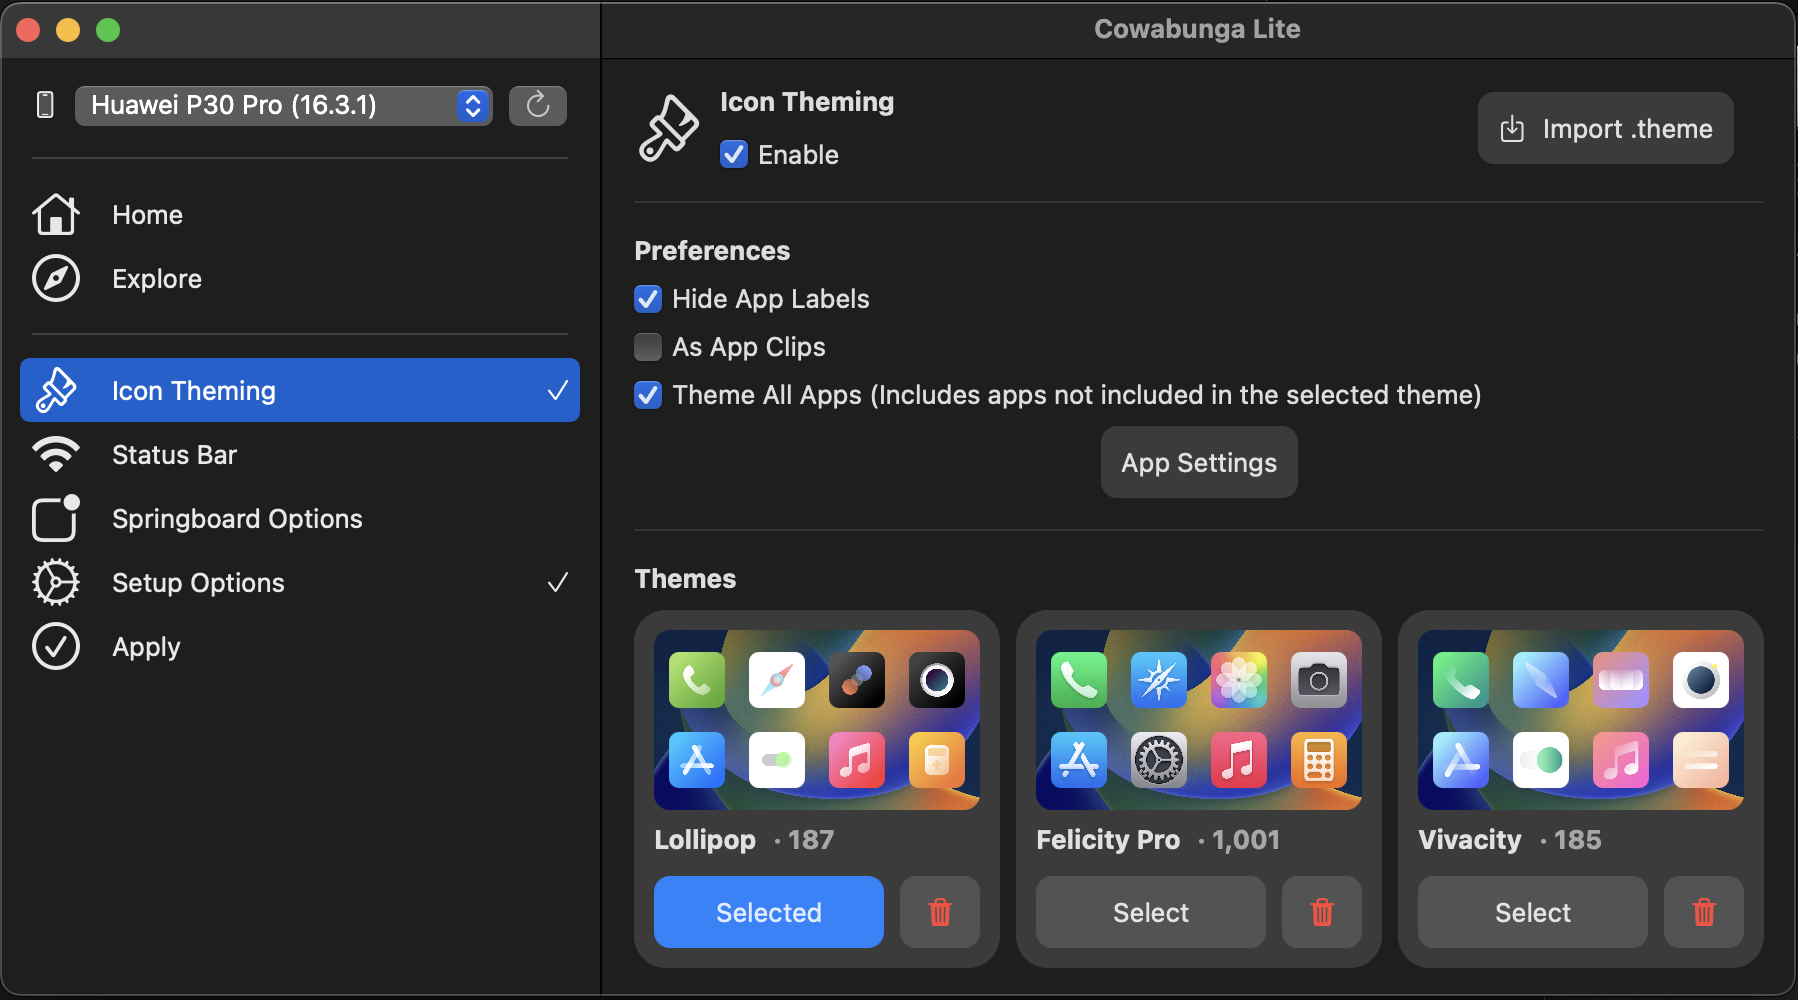 Cowabunga Lite
Huawei P30 Pro (16.3.1)
Home
Explore
Icon Theming
Status Bar
Springboard Options
Setup Options
Apply
Icon Theming
Enable
Import .theme
Preferences
Hide App Labels
As App Clips
Theme All Apps (Includes apps not included in the selected theme)
App Settings
Themes
Lollipop · 187
Selected
Felicity Pro · 1,001
Select
Vivacity · 185
Select